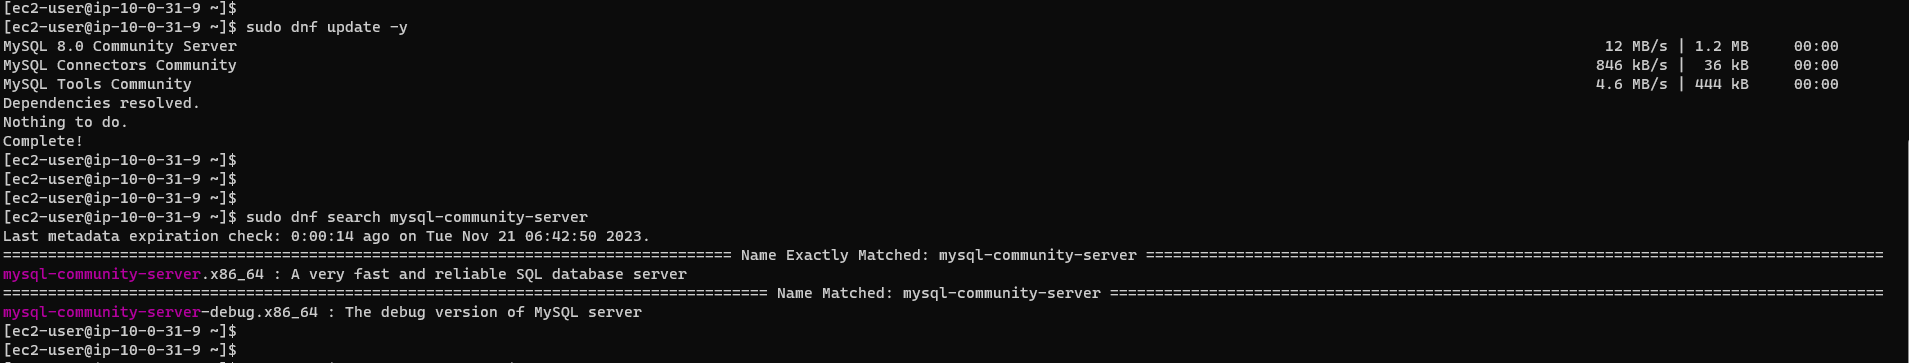 [ec2-user@ip-10-0-31-9 ~]$
[ec2-user@ip-10-0-31-9 ~]$ sudo dnf update -y
MySQL 8.0 Community Server 12 MB/s | 1.2 MB 00:00
MySQL Connectors Community 846 kB/s | 36 kB 00:00
MySQL Tools Community 4.6 MB/s | 444 kB 00:00
Dependencies resolved.
Nothing to do.
Complete!
[ec2-user@ip-10-0-31-9 ~]$
[ec2-user@ip-10-0-31-9 ~]$
[ec2-user@ip-10-0-31-9 ~]$
[ec2-user@ip-10-0-31-9 ~]$ sudo dnf search mysql-community-server
Last metadata expiration check: 0:00:14 ago on Tue Nov 21 06:42:50 2023.
================================================================================= Name Exactly Matched: mysql-community-server ==================================================================================
mysql-community-server.x86_64 : A very fast and reliable SQL database server
===================================================================================== Name Matched: mysql-community-server ======================================================================================
mysql-community-server-debug.x86_64 : The debug version of MySQL server
[ec2-user@ip-10-0-31-9 ~]$
[ec2-user@ip-10-0-31-9 ~]$